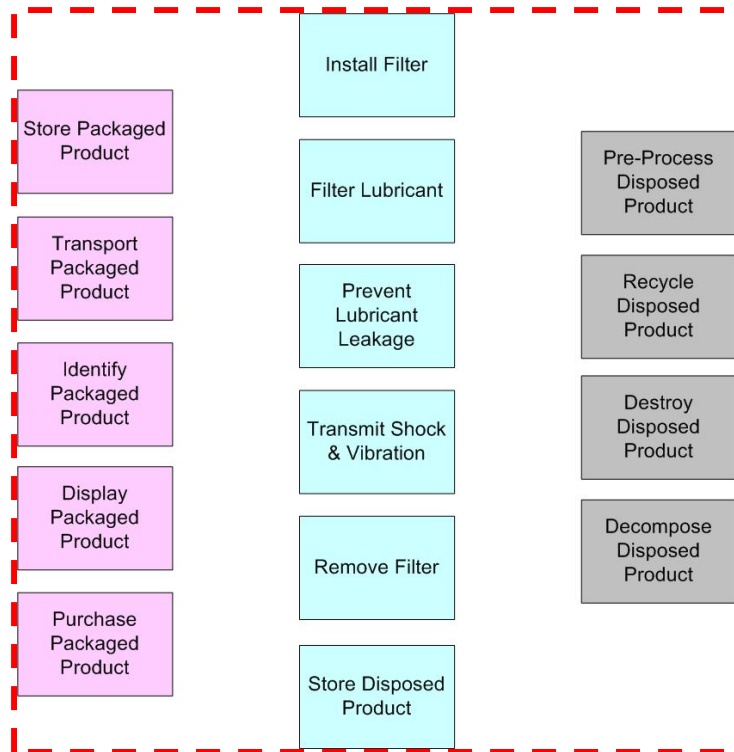 Store Packaged
Product
Transport
Packaged
Product
Identify
Packaged
Product
Display
Packaged
Product
Purchase
Packaged
Product
Install Filter
Filter Lubricant
Prevent
Lubricant
Leakage
Transmit Shock
& Vibration
Remove Filter
Store Disposed
Product
Pre-Process
Disposed
Product
Recycle
Disposed
Product
Destroy
Disposed
Product
Decompose
Disposed
Product